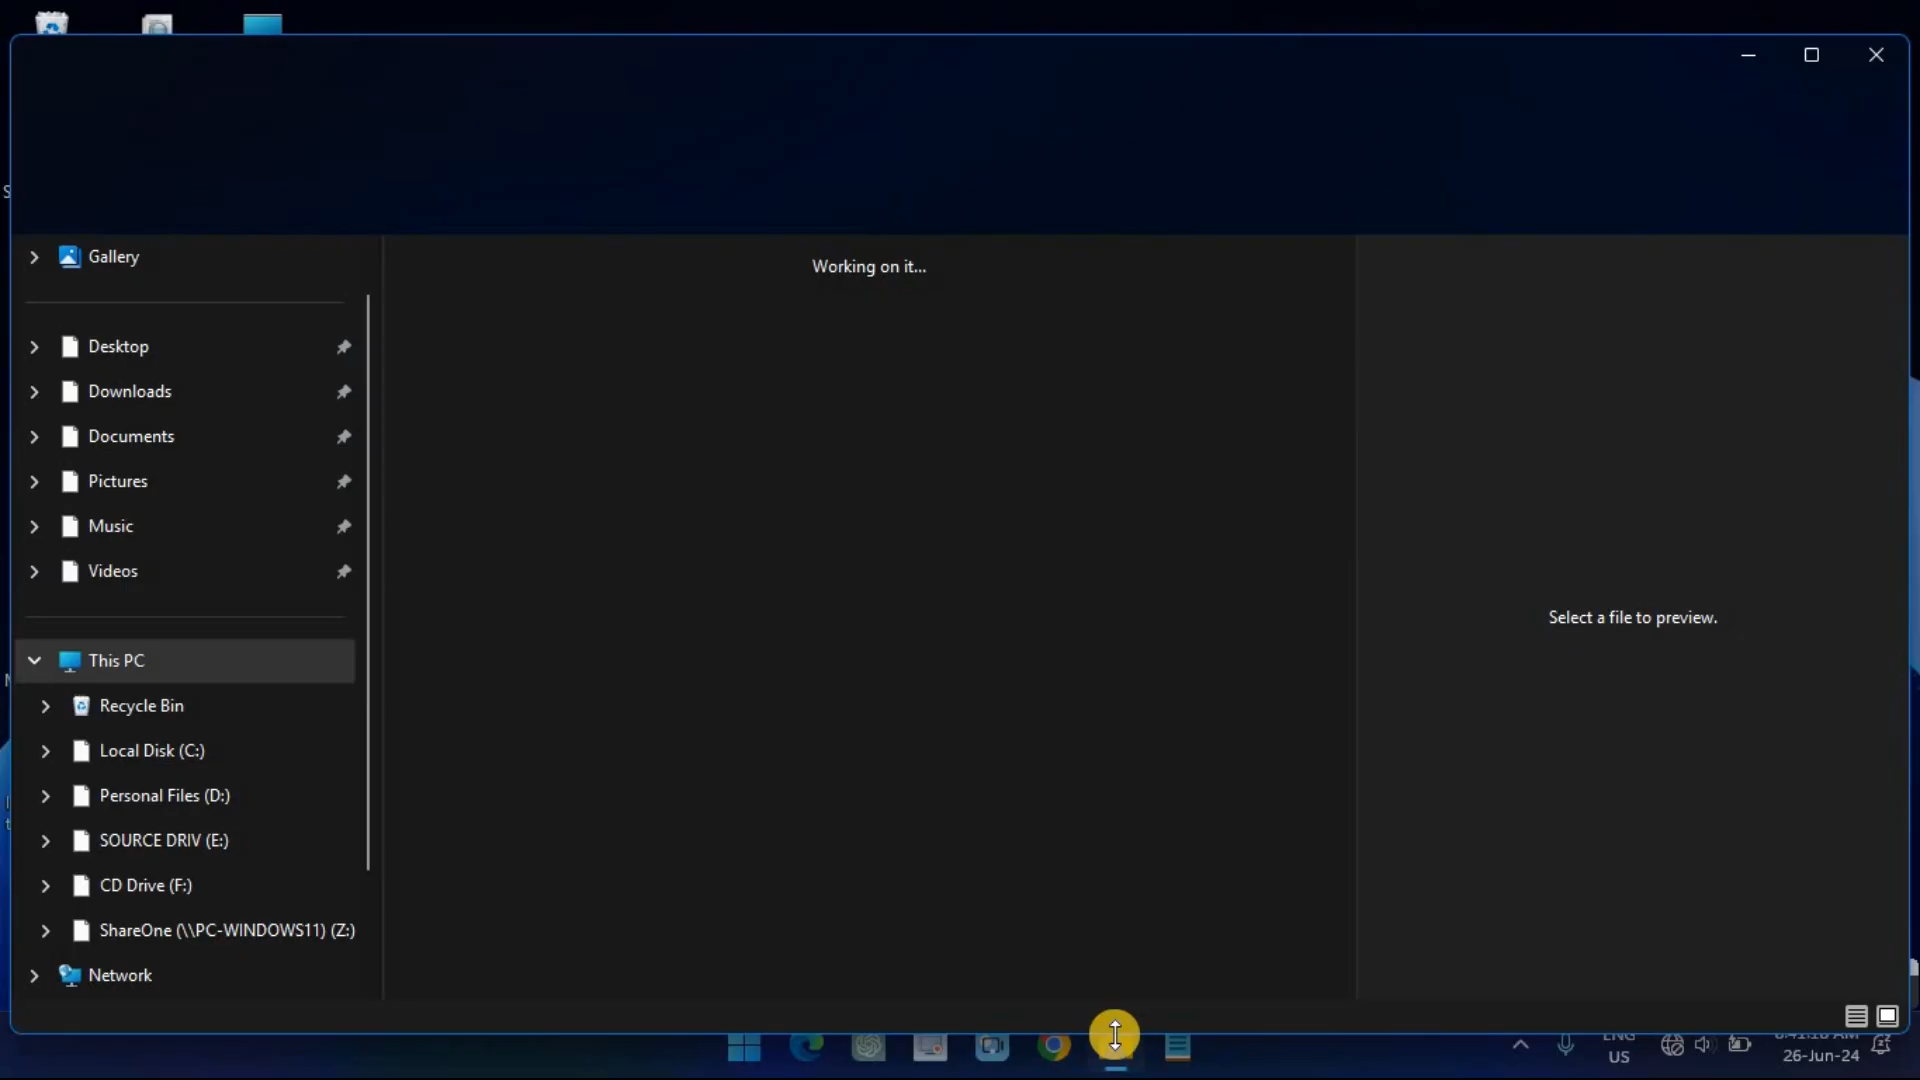 Gallery
Working on it...
Desktop
Downloads
Documents
Pictures
Music
Videos
Select a file to preview.
This PC
Recycle Bin
Local Disk (C:)
Personal Files (D:)
SOURCE DRIV (E:)
CD Drive (F:)
ShareOne (\\PC-WINDOWS11) (Z:)
Network
ENG
US
26-Jun-24